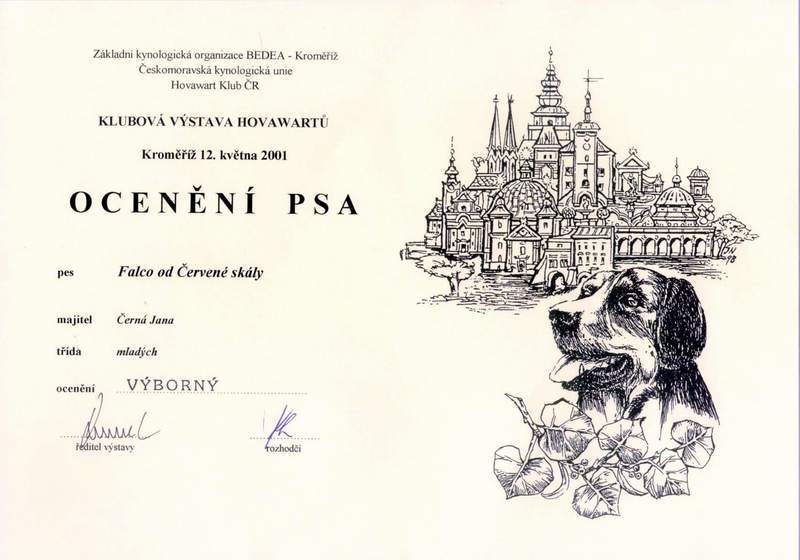 Základní kynologická organizace BEDEA - Kroměříž
Českomoravská kynologická unie
Hovawart Klub ČR
KLUBOVÁ VÝSTAVA HOVAWARTŮ
Kroměříž 12. května 2001
OCENĚNÍ PSA
pes Falco od Červené skály
majitel Černá Jana
třída mladých
ocenění VÝBORNÝ
ředitel výstavy rozhodčí